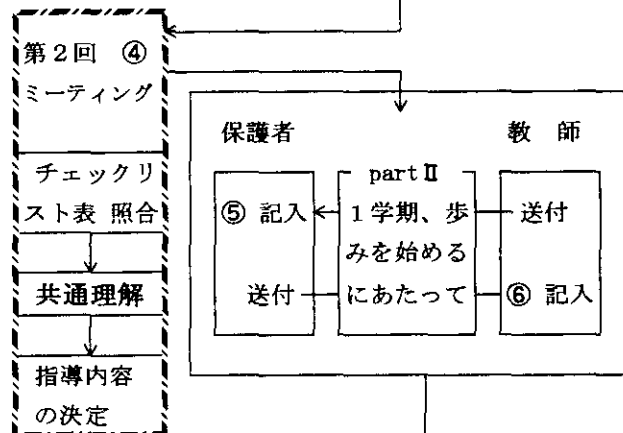 第2回 ④
ミーティング
チェックリ
スト表 照合
共通理解
指導内容
の決定
保護者
教 師
⑤ 記入
送付
partⅡ
1学期、歩
みを始める
にあたって
送付
⑥ 記入